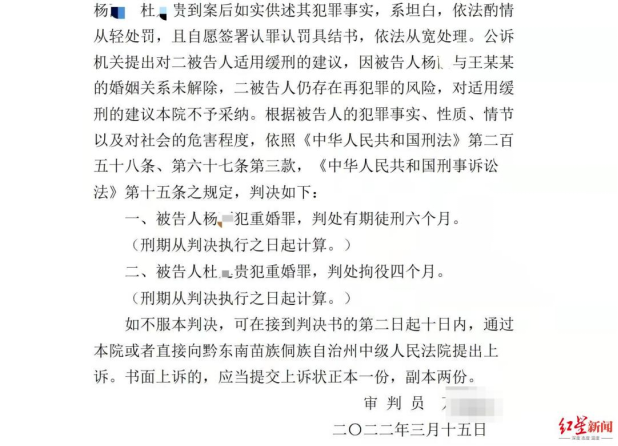 杨 杜 贵到案后如实供述其犯罪事实，系坦白，依法酌情
从轻处罚，且自愿签署认罪认罚具结书，依法从宽处理。公诉
机关提出对二被告人适用缓刑的建议，因被告人杨 与王某某
的婚姻关系未解除，二被告人仍存在再犯罪的风险，对适用缓
刑的建议本院不予采纳。根据被告人的犯罪事实、性质、情节
以及对社会的危害程度，依照《中华人民共和国刑法》第二百
五十八条、第六十七条第三款，《中华人民共和国刑事诉讼
法》第十五条之规定，判决如下：
一、被告人杨 犯重婚罪，判处有期徒刑六个月。
（刑期从判决执行之日起计算。）
二、被告人杜 贵犯重婚罪，判处拘役四个月。
（刑期从判决执行之日起计算。）
如不服本判决，可在接到判决书的第二日起十日内，通过
本院或者直接向黔东南苗族侗族自治州中级人民法院提出上
诉。书面上诉的，应当提交上诉状正本一份，副本两份。
审 判 员
二〇二二年三月十五日
红星新闻